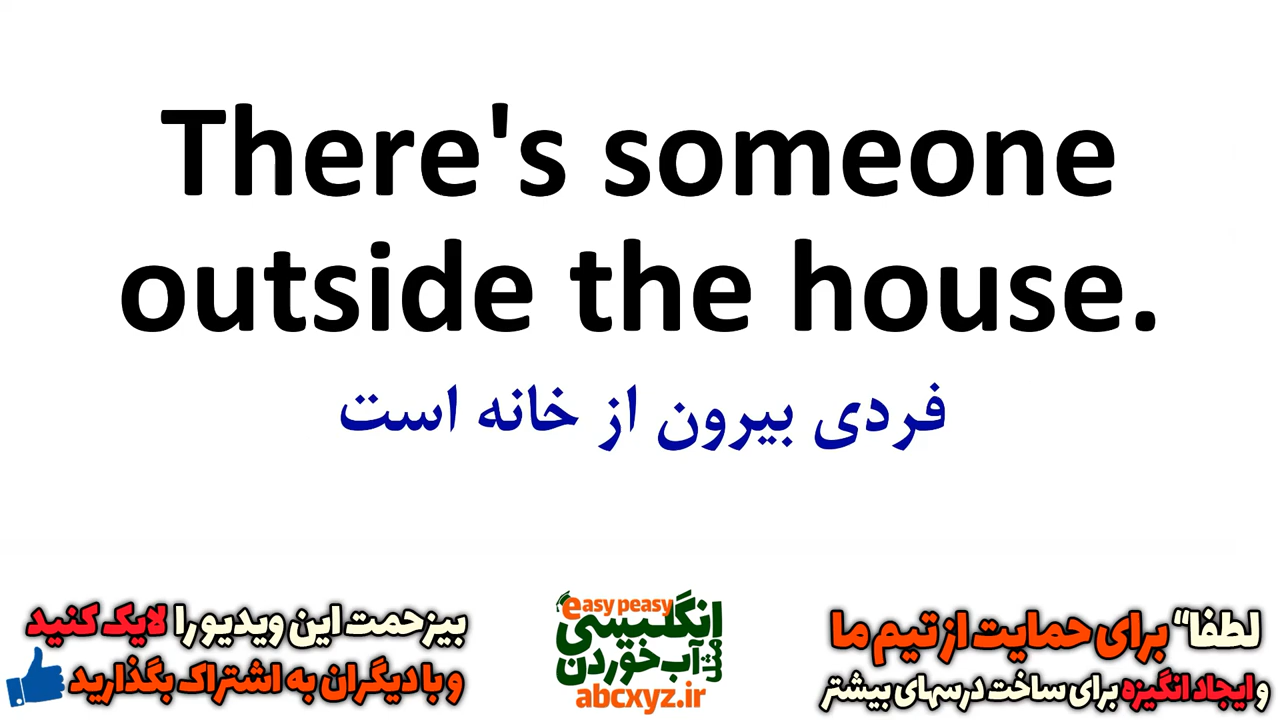 There's someone
outside the house.
فردی بیرون از خانه است
لطفا" برای حمایت از تیم ما
و ایجاد انگیزه برای ساخت درسهای بیشتر
easy peasy
انگلیسی
مثل آب خوردن
abcxyz.ir
بیزحمت این ویدیو را لایک کنید
و با دیگران به اشتراک بگذارید